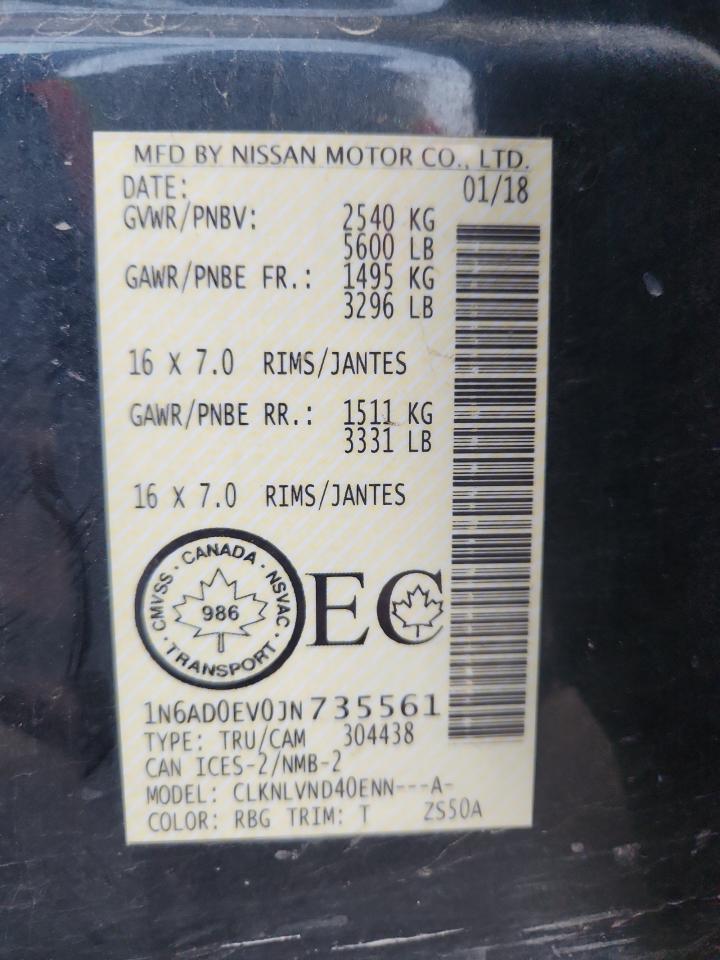 MFD BY NISSAN MOTOR CO., LTD.
DATE: 01/18
GVWR/PNBV: 2540 KG
5600 LB
GAWR/PNBE FR.: 1495 KG
3296 LB
16 X 7.0 RIMS/JANTES
GAWR/PNBE RR.: 1511 KG
3331 LB
16 X 7.0 RIMS/JANTES
CMVSS · CANADA · NSVAC · TRANSPORT ·
986
EC
1N6AD0EV0JN735561
TYPE: TRU/CAM 304438
CAN ICES-2/NMB-2
MODEL: CLKNLVND40ENN---A-
COLOR: RBG TRIM: T ZS50A